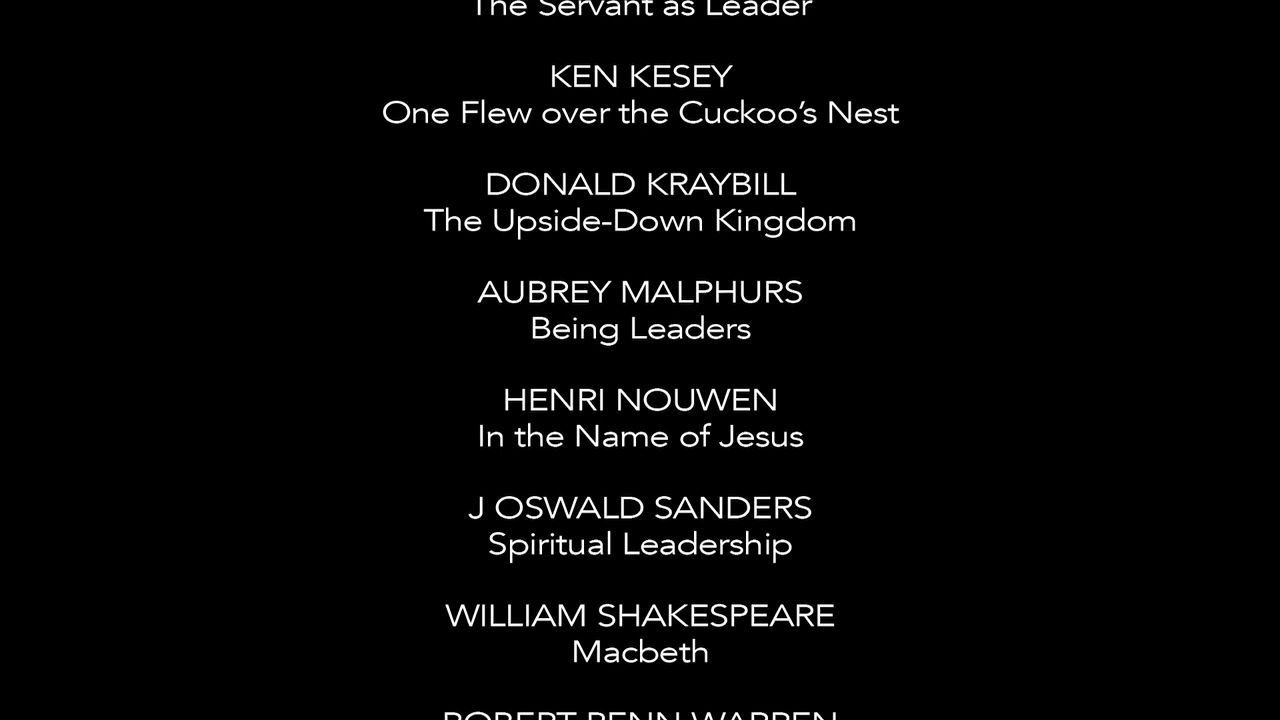 The Servant as Leader
KEN KESEY
One Flew over the Cuckoo’s Nest
DONALD KRAYBILL
The Upside-Down Kingdom
AUBREY MALPHURS
Being Leaders
HENRI NOUWEN
In the Name of Jesus
J OSWALD SANDERS
Spiritual Leadership
WILLIAM SHAKESPEARE
Macbeth
ROBERT PENN WARREN